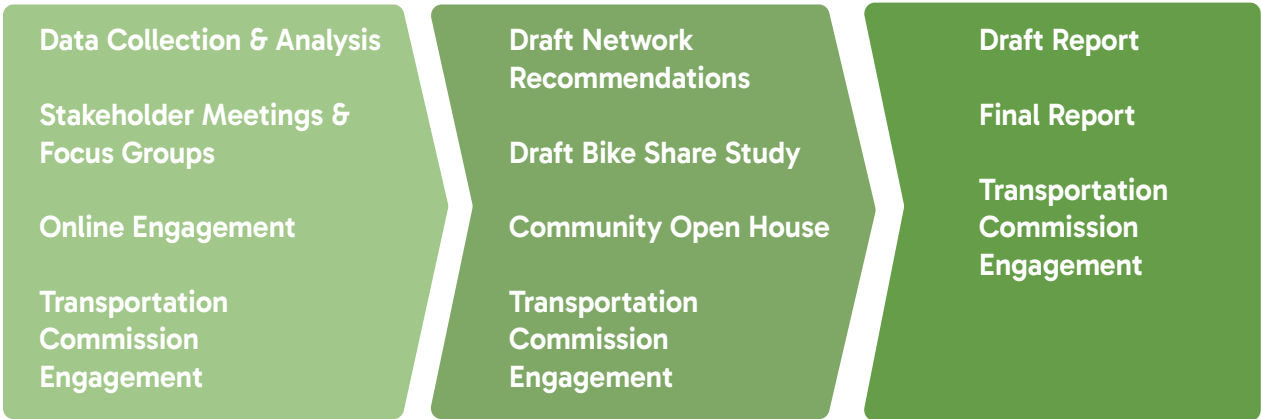 Data Collection & Analysis
Stakeholder Meetings &
Focus Groups
Online Engagement
Transportation
Commission
Engagement
Draft Network
Recommendations
Draft Bike Share Study
Community Open House
Transportation
Commission
Engagement
Draft Report
Final Report
Transportation
Commission
Engagement